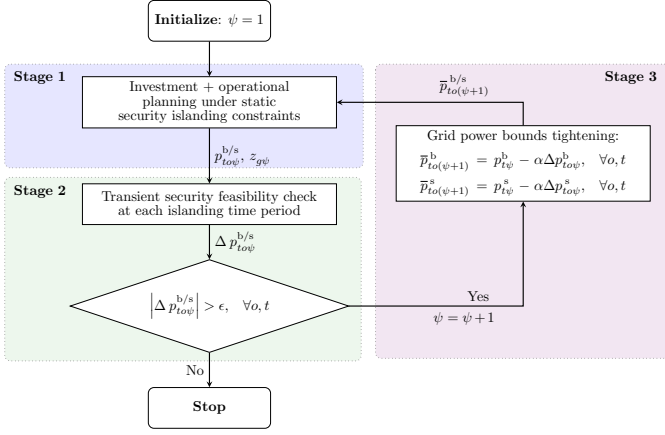 Initialize: ψ = 1
Stage 1
Investment + operational
planning under static
security islanding constraints
p^{b/s}_{toψ}, z_{gψ}
Stage 2
Transient security feasibility check
at each islanding time period
Δ p^{b/s}_{toψ}
|Δ p^{b/s}_{toψ}| > ϵ, ∀o, t
No
Stop
Yes
ψ = ψ + 1
Stage 3
Grid power bounds tightening:
p̅^{b}_{to(ψ+1)} = p^{b}_{tψ} − αΔp^{b}_{toψ}, ∀o, t
p̅^{s}_{to(ψ+1)} = p^{s}_{tψ} − αΔp^{s}_{toψ}, ∀o, t
p̅^{b/s}_{to(ψ+1)}